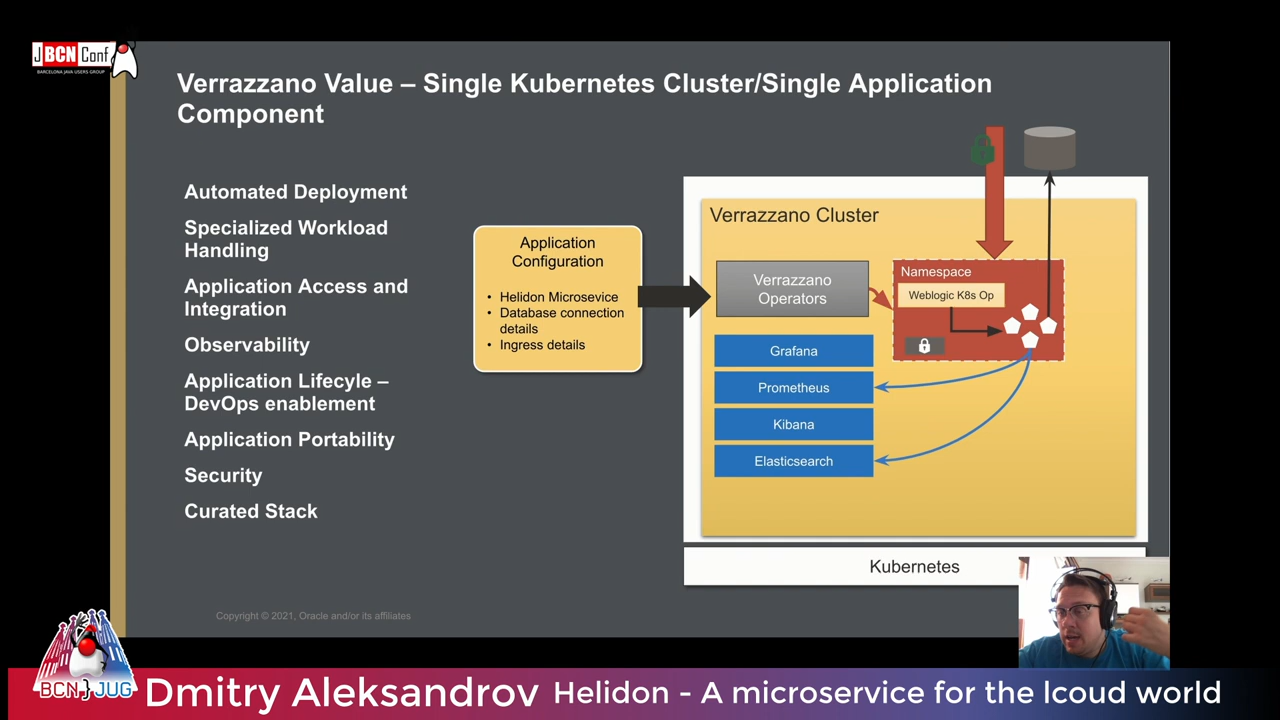 JBCNConf
BARCELONA JAVA USERS GROUP
Verrazzano Value – Single Kubernetes Cluster/Single Application
Component
Automated Deployment
Specialized Workload
Handling
Application Access and
Integration
Observability
Application Lifecyle –
DevOps enablement
Application Portability
Security
Curated Stack
Application
Configuration
• Helidon Microsevice
• Database connection
details
• Ingress details
Verrazzano Cluster
Verrazzano
Operators
Namespace
Weblogic K8s Op
Grafana
Prometheus
Kibana
Elasticsearch
Kubernetes
Copyright © 2021, Oracle and/or its affiliates
BCN JUG
Dmitry Aleksandrov Helidon - A microservice for the lcoud world